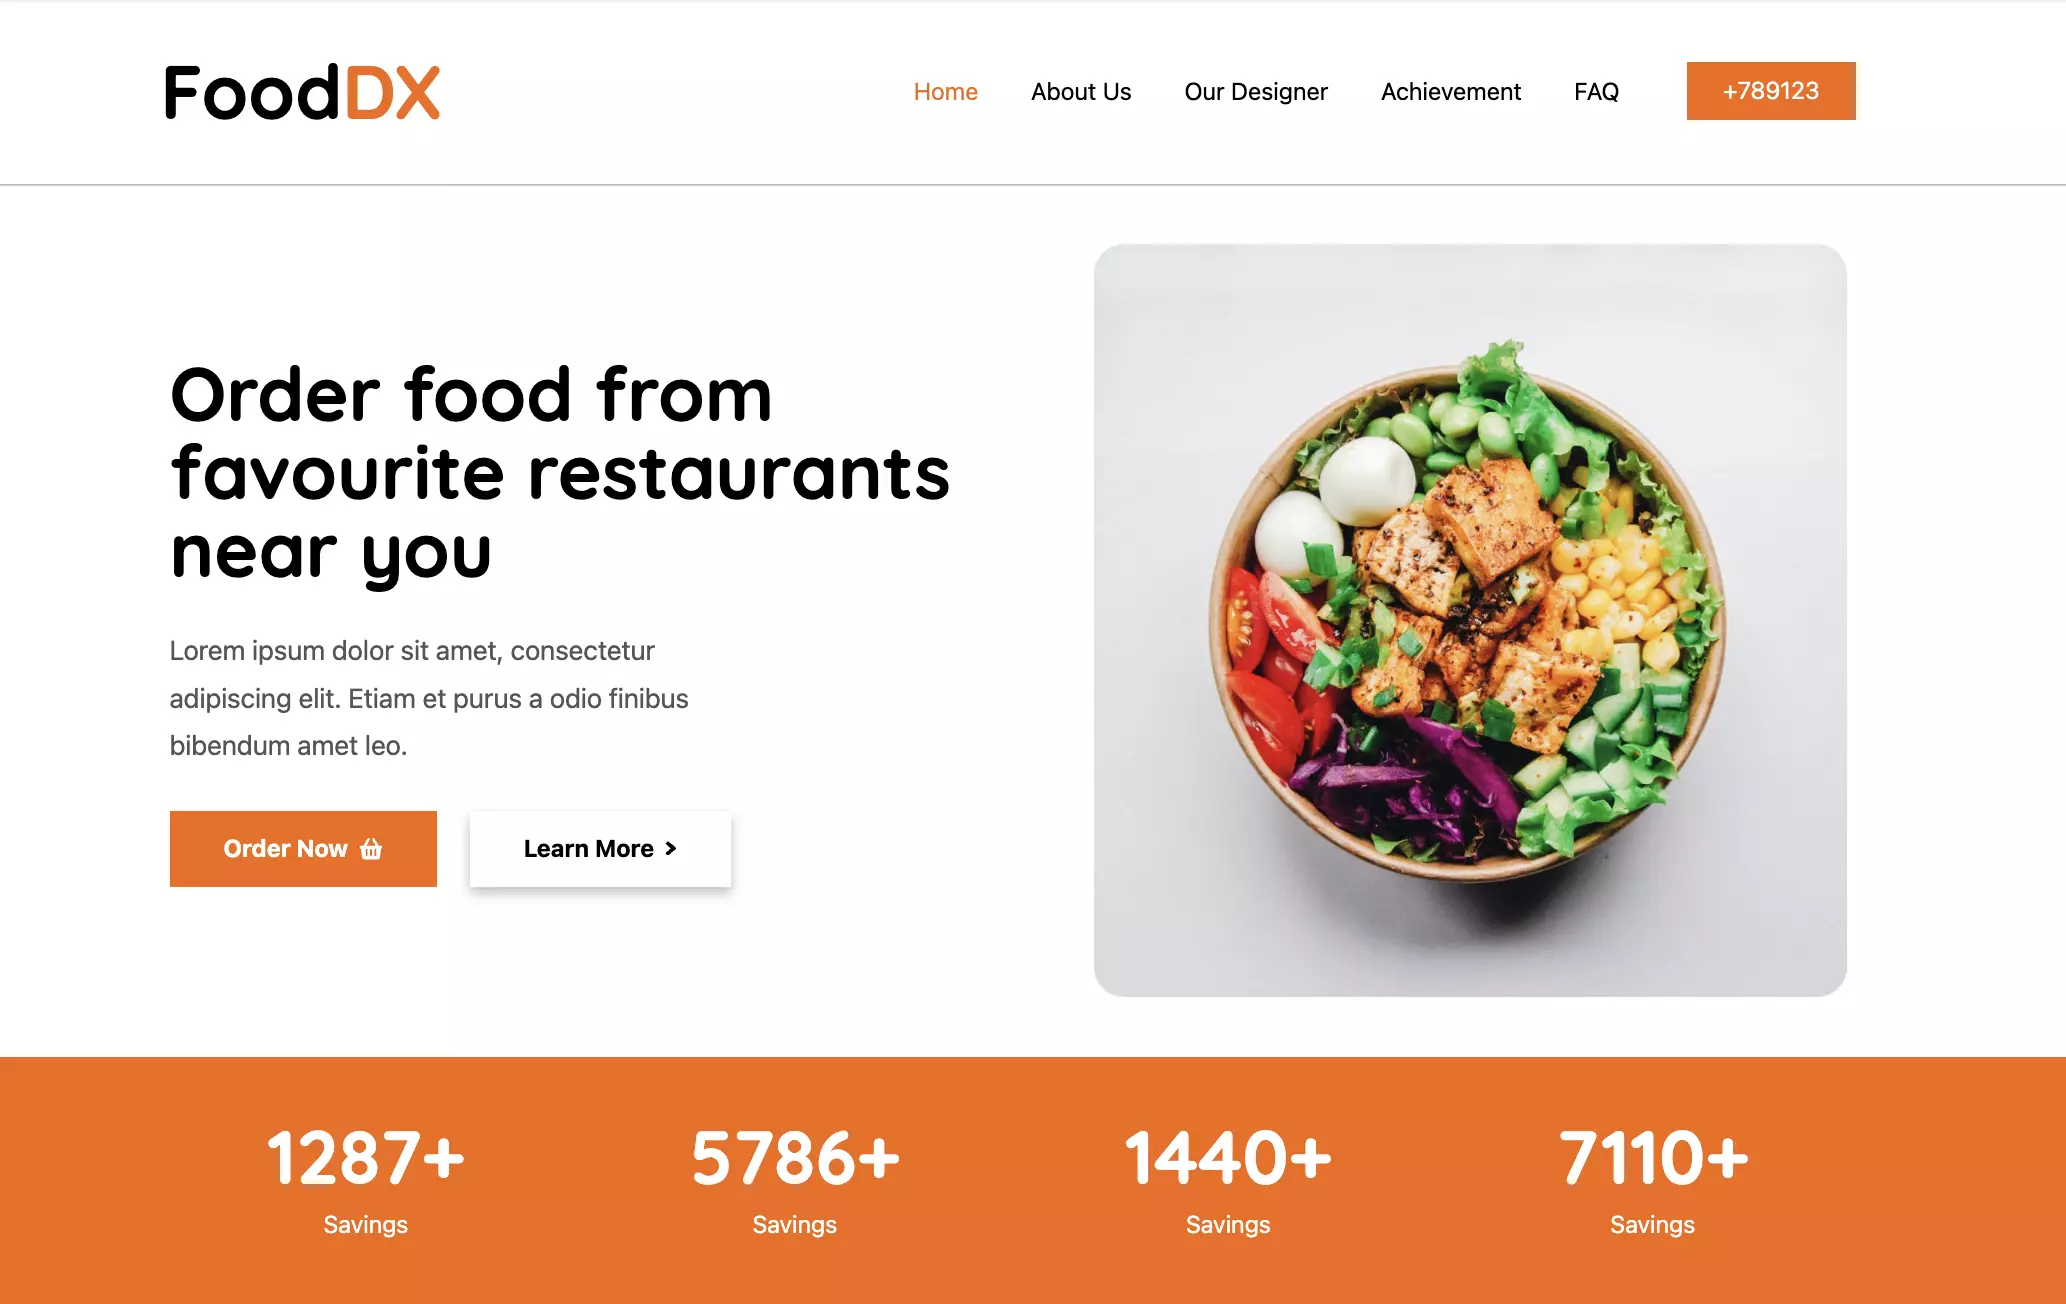 FoodDX
Home About Us Our Designer Achievement FAQ +789123
Order food from
favourite restaurants
near you
Lorem ipsum dolor sit amet, consectetur
adipiscing elit. Etiam et purus a odio finibus
bibendum amet leo.
Order Now Learn More >
1287+ 5786+ 1440+ 7110+
Savings Savings Savings Savings